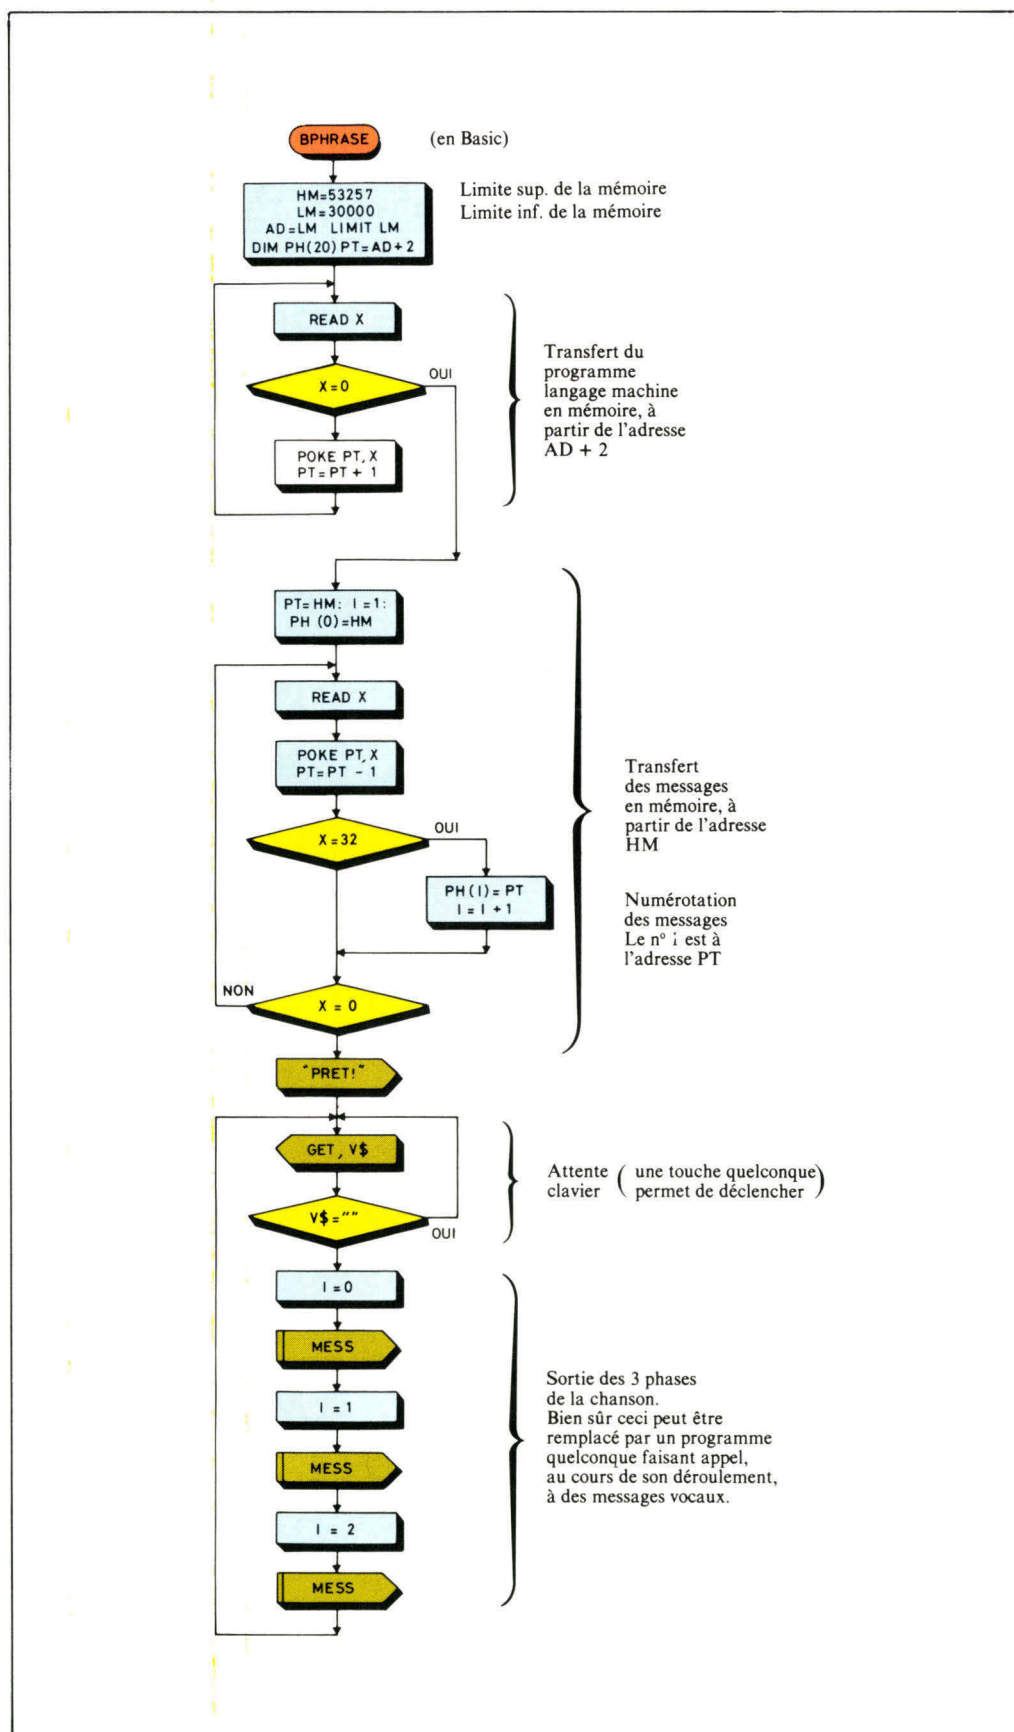 BPHRASE
(en Basic)
HM=53257
LM=30000
AD=LM LIMIT LM
DIM PH(20) PT=AD+2
Limite sup. de la mémoire
Limite inf. de la mémoire
READ X
X=0
OUI
POKE PT,X
PT=PT + 1
Transfert du
programme
langage machine
en mémoire, à
partir de l'adresse
AD + 2
PT=HM: I=1:
PH (0)=HM
READ X
POKE PT,X
PT=PT - 1
X=32
OUI
PH(I)=PT
I=I+1
NON
X = 0
Transfert
des messages
en mémoire, à
partir de l'adresse
HM
Numérotation
des messages
Le n° i est à
l'adresse PT
"PRET!"
GET, V$
V$=""
OUI
Attente ( une touche quelconque )
clavier permet de déclencher
I=0
MESS
I = 1
MESS
I = 2
MESS
Sortie des 3 phases
de la chanson.
Bien sûr ceci peut être
remplacé par un programme
quelconque faisant appel,
au cours de son déroulement,
à des messages vocaux.